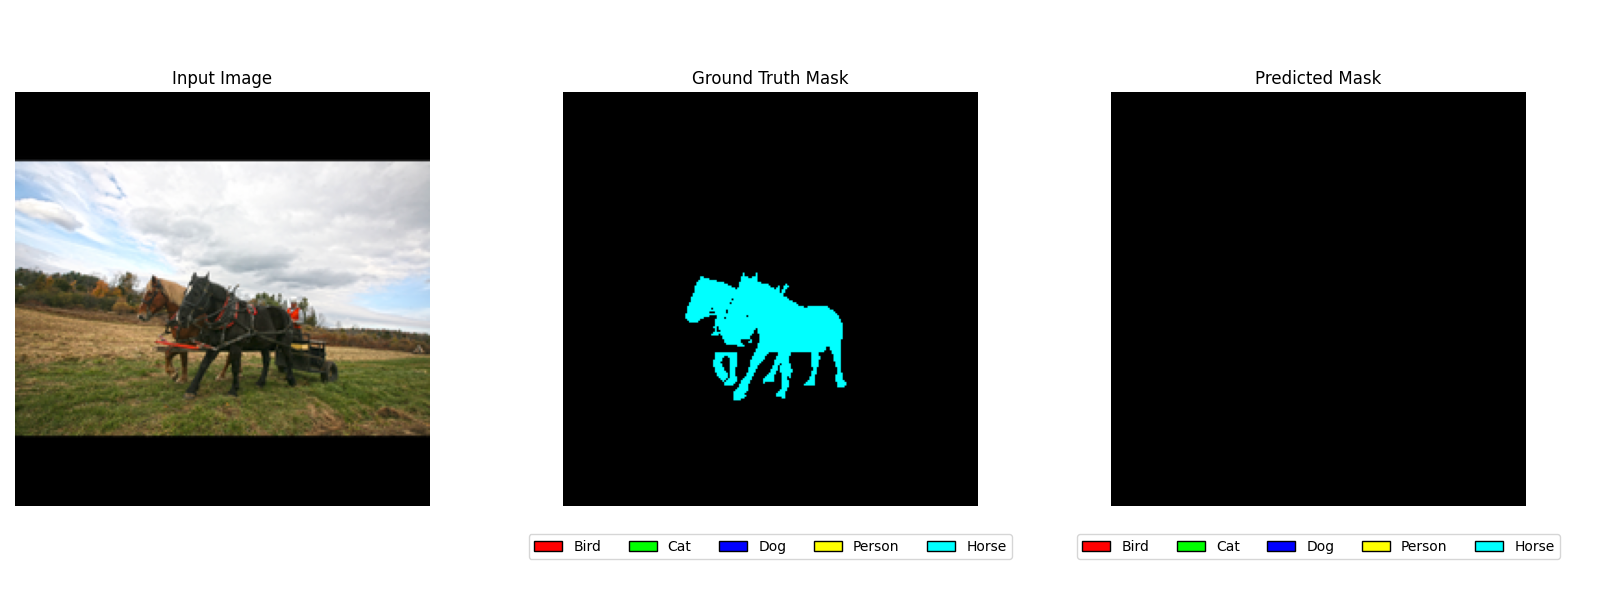 Input Image
Ground Truth Mask
Predicted Mask
Bird Cat Dog Person Horse
Bird Cat Dog Person Horse